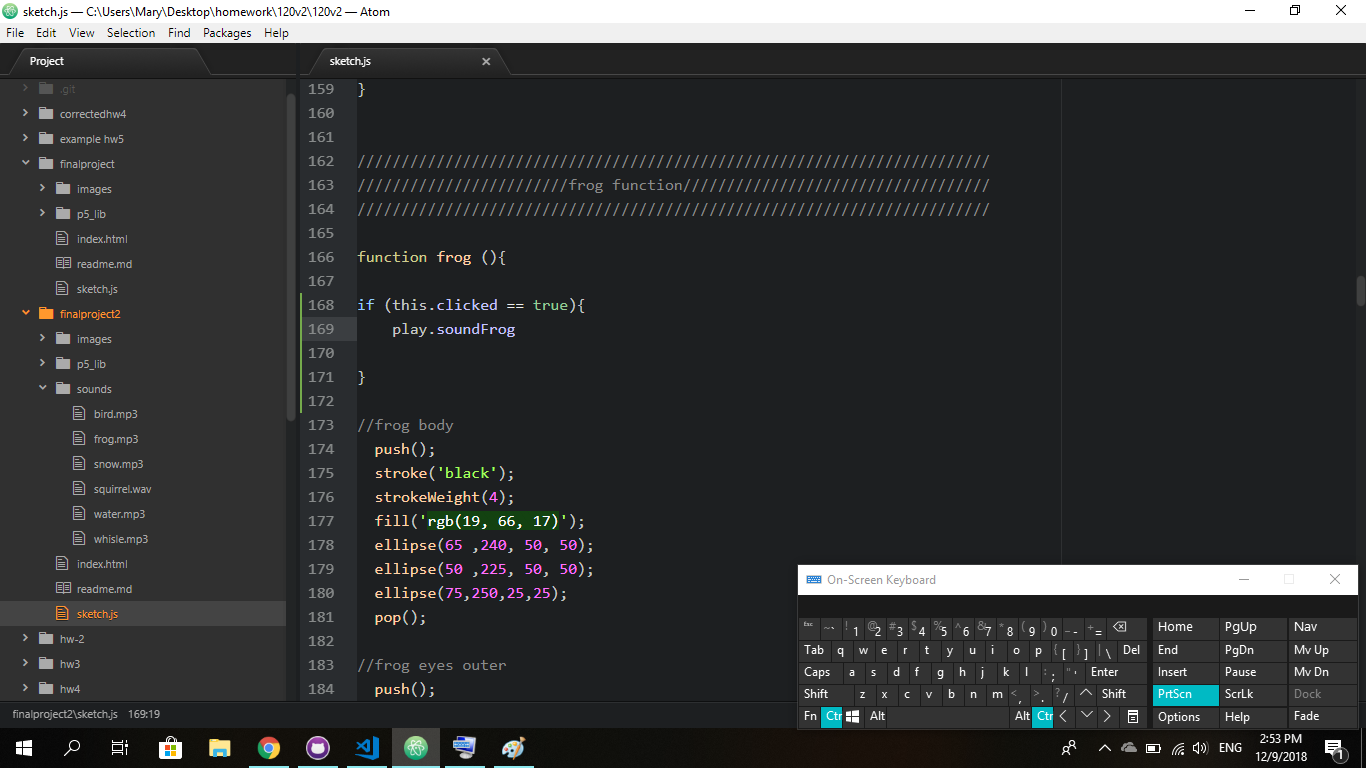 sketch.js — C:\Users\Mary\Desktop\homework\120v2\120v2 — Atom
File Edit View Selection Find Packages Help
Project
sketch.js
.git
correctedhw4
example hw5
finalproject
images
p5_lib
index.html
readme.md
sketch.js
finalproject2
images
p5_lib
sounds
bird.mp3
frog.mp3
snow.mp3
squirrel.wav
water.mp3
whisle.mp3
index.html
readme.md
sketch.js
hw-2
hw3
hw4
159 }
160
161
162 ////////////////////////////////////////////////////////////////////////
163 ////////////////////////frog function///////////////////////////////////
164 ////////////////////////////////////////////////////////////////////////
165
166 function frog (){
167
168 if (this.clicked == true){
169 play.soundFrog
170
171 }
172
173 //frog body
174 push();
175 stroke('black');
176 strokeWeight(4);
177 fill('rgb(19, 66, 17)');
178 ellipse(65 ,240, 50, 50);
179 ellipse(50 ,225, 50, 50);
180 ellipse(75,250,25,25);
181 pop();
182
183 //frog eyes outer
184 push();
finalproject2\sketch.js 169:19
On-Screen Keyboard
esc ~ ` ! 1 @ 2 # 3 $ 4 % 5 ^ 6 & 7 * 8 ( 9 ) 0 _ - + = Home PgUp Nav
Tab q w e r t y u i o p { [ } ] | \ Del End PgDn Mv Up
Caps a s d f g h j k l : ; " ' Enter Insert Pause Mv Dn
Shift z x c v b n m < , > . ? / Shift PrtScn ScrLk Dock
Fn Ctr Alt Alt Ctr Options Help Fade
ENG
2:53 PM
12/9/2018
1